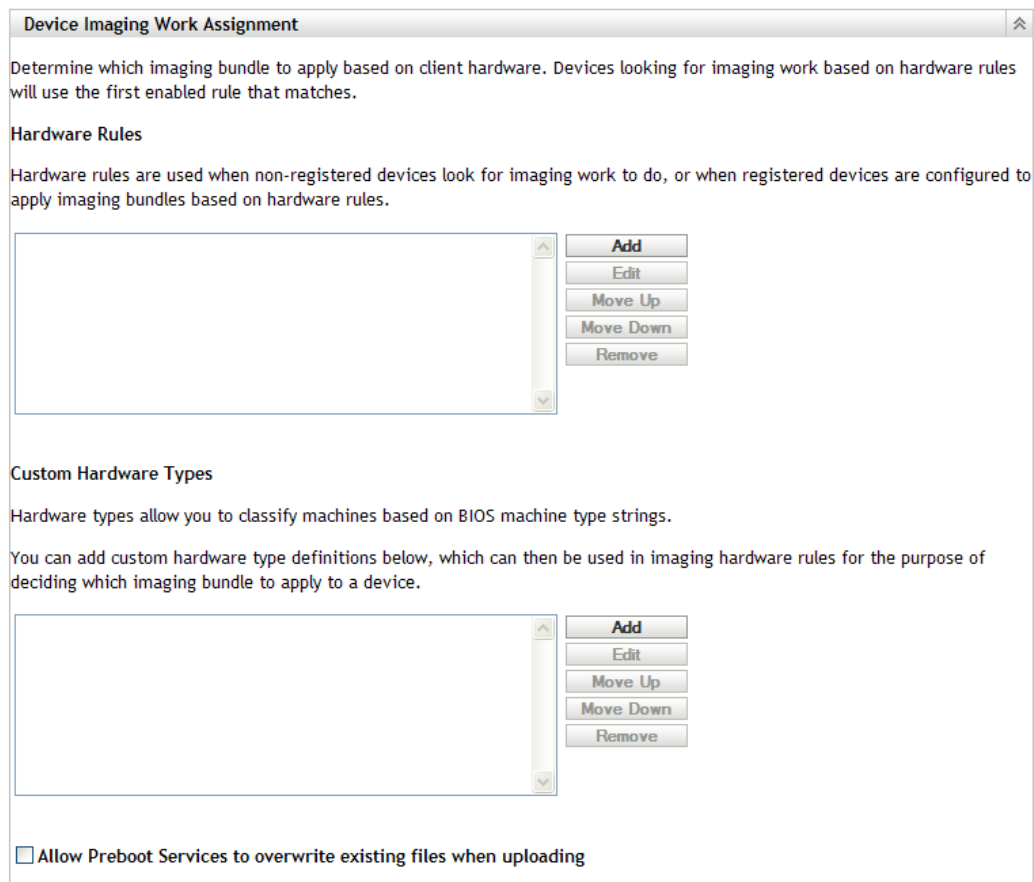 Device Imaging Work Assignment
Determine which imaging bundle to apply based on client hardware. Devices looking for imaging work based on hardware rules
will use the first enabled rule that matches.
Hardware Rules
Hardware rules are used when non-registered devices look for imaging work to do, or when registered devices are configured to
apply imaging bundles based on hardware rules.
Add
Edit
Move Up
Move Down
Remove
Custom Hardware Types
Hardware types allow you to classify machines based on BIOS machine type strings.
You can add custom hardware type definitions below, which can then be used in imaging hardware rules for the purpose of
deciding which imaging bundle to apply to a device.
Add
Edit
Move Up
Move Down
Remove
Allow Preboot Services to overwrite existing files when uploading